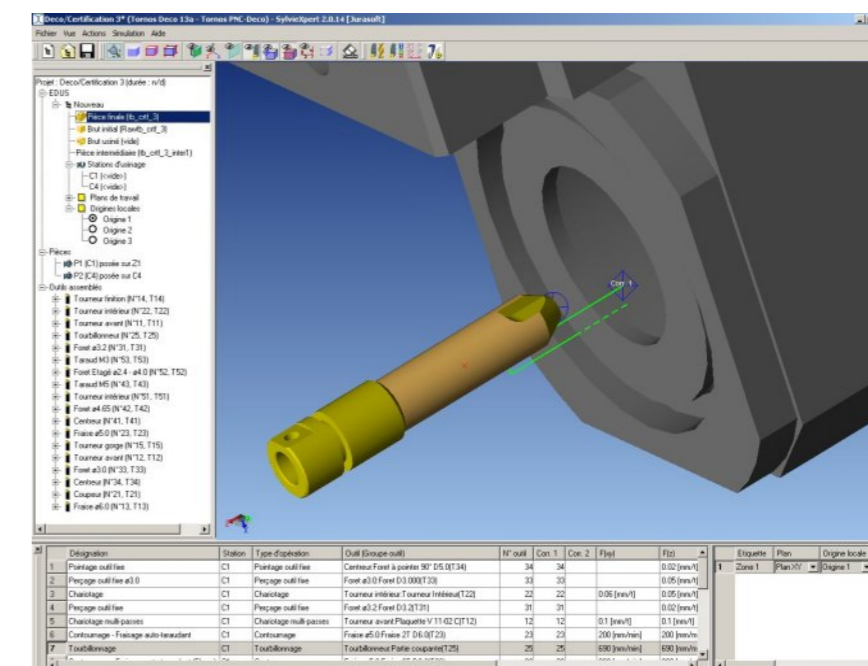 Deco/Certification 3* (Tornos Deco 13a - Tornos PNC-Deco) - SylvieXpert 2.0.14 [Jurasoft]
Fichier Vue Actions Simulation Aide
Projet : Deco/Certification 3 (durée : n/d)
EDUS
Nouveau
Pièce finale (tb_crtf_3)
Brut initial (Rawtb_crtf_3)
Brut usiné (vide)
Pièce intermédiaire (tb_crtf_3_inter1)
Stations d'usinage
C1 (<vide>)
C4 (<vide>)
Plans de travail
Origines locales
Origine 1
Origine 2
Origine 3
Pièces
P1 (C1) posée sur Z1
P2 (C4) posée sur C4
Outils assemblés
Tourneur finition (N°14, T14)
Tourneur intérieur (N°22, T22)
Tourneur avant (N°11, T11)
Tourbillonneur (N°25, T25)
Foret ø3.2 (N°31, T31)
Taraud M3 (N°53, T53)
Foret Etagé ø2.4 - ø4.0 (N°52, T52)
Taraud M5 (N°43, T43)
Tourneur intérieur (N°51, T51)
Foret ø4.65 (N°42, T42)
Centreur (N°41, T41)
Fraise ø5.0 (N°23, T23)
Tourneur gorge (N°15, T15)
Tourneur avant (N°12, T12)
Foret ø3.0 (N°33, T33)
Centreur (N°34, T34)
Coupeur (N°21, T21)
Fraise ø6.0 (N°13, T13)
Corr. 1
Désignation Station Type d'opération Outil (Groupe outil) N° outil Corr. 1 Corr. 2 F(xy) F(z) Etiquette Plan Origine locale
1 Pointage outil fixe C1 Pointage outil fixe Centreur:Foret à pointer 90° D5.0(T34) 34 34 0.02 [mm/t] 1 Zone 1 Plan XY Origine 1
2 Perçage outil fixe ø3.0 C1 Perçage outil fixe Foret ø3.0:Foret D3.000(T33) 33 33 0.05 [mm/t]
3 Chariotage C1 Chariotage Tourneur intérieur:Tourneur Intérieur(T22) 22 22 0.06 [mm/t] 0.05 [mm/t]
4 Perçage outil fixe C1 Perçage outil fixe Foret ø3.2:Foret D3.2(T31) 31 31 0.02 [mm/t]
5 Chariotage multi-passes C1 Chariotage multi-passes Tourneur avant:Plaquette V 11-02 C(T12) 12 12 0.1 [mm/t] 0.1 [mm/t]
6 Contournage - Fraisage auto-taraudant C1 Contournage Fraise ø5.0:Fraise 2T D6.0(T23) 23 23 200 [mm/min] 200 [mm/m
7 Tourbillonnage C1 Tourbillonnage Tourbillonneur:Partie coupante(T25) 25 25 690 [mm/min] 690 [mm/m